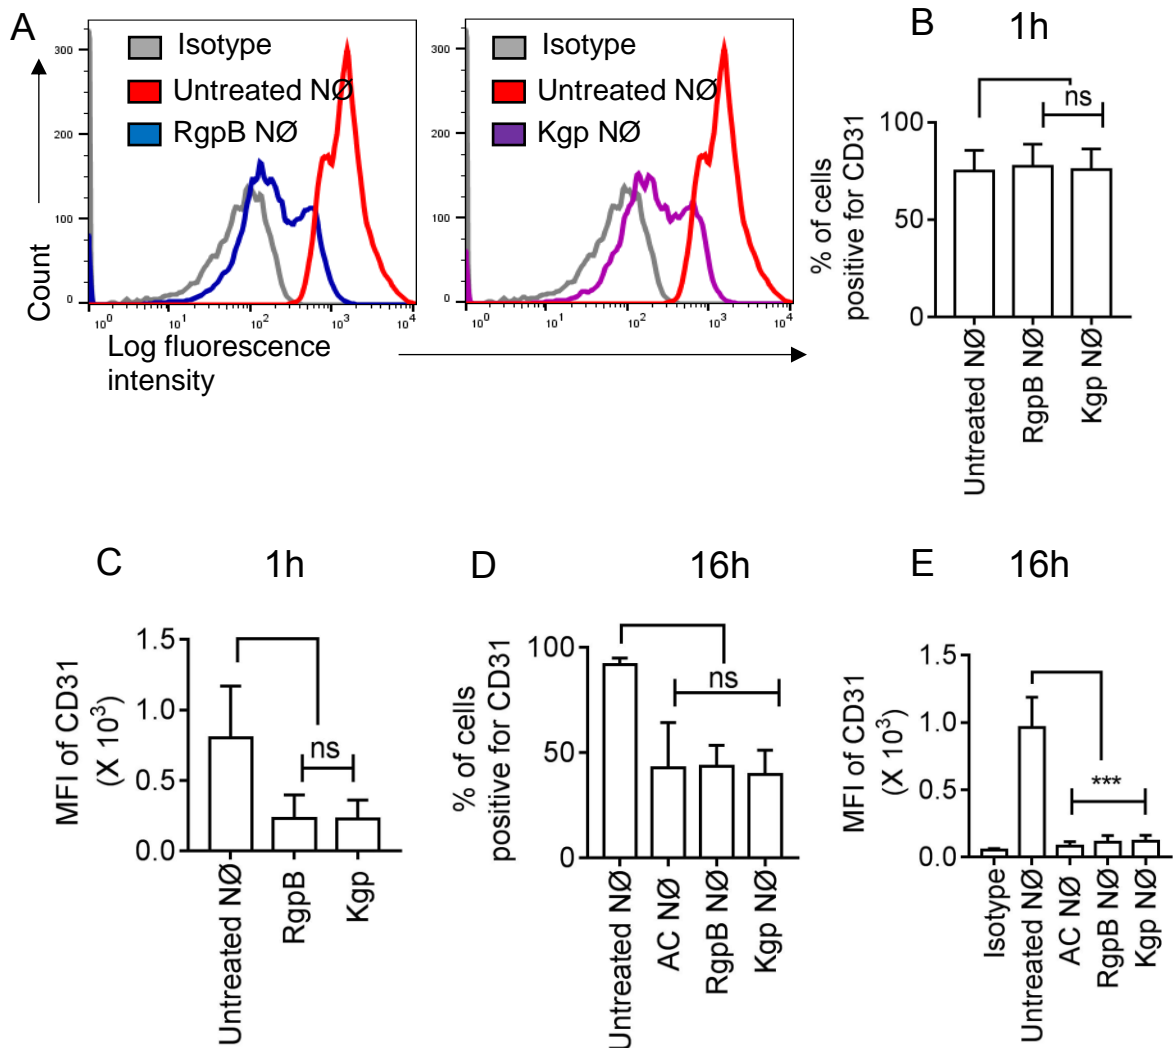 A
Isotype
Untreated NØ
RgpB NØ
300
200
100
0
10⁰ 10¹ 10² 10³ 10⁴
Count
Isotype
Untreated NØ
Kgp NØ
300
200
100
0
10⁰ 10¹ 10² 10³ 10⁴
Log fluorescence
intensity
B 1h
ns
% of cells
positive for CD31
100
50
0
Untreated NØ
RgpB NØ
Kgp NØ
C 1h
ns
MFI of CD31
(X 10³)
1.5
1.0
0.5
0.0
Untreated NØ
RgpB
Kgp
D 16h
ns
% of cells
positive for CD31
100
50
0
Untreated NØ
AC NØ
RgpB NØ
Kgp NØ
E 16h
***
MFI of CD31
(X 10³)
1.5
1.0
0.5
0.0
Isotype
Untreated NØ
AC NØ
RgpB NØ
Kgp NØ